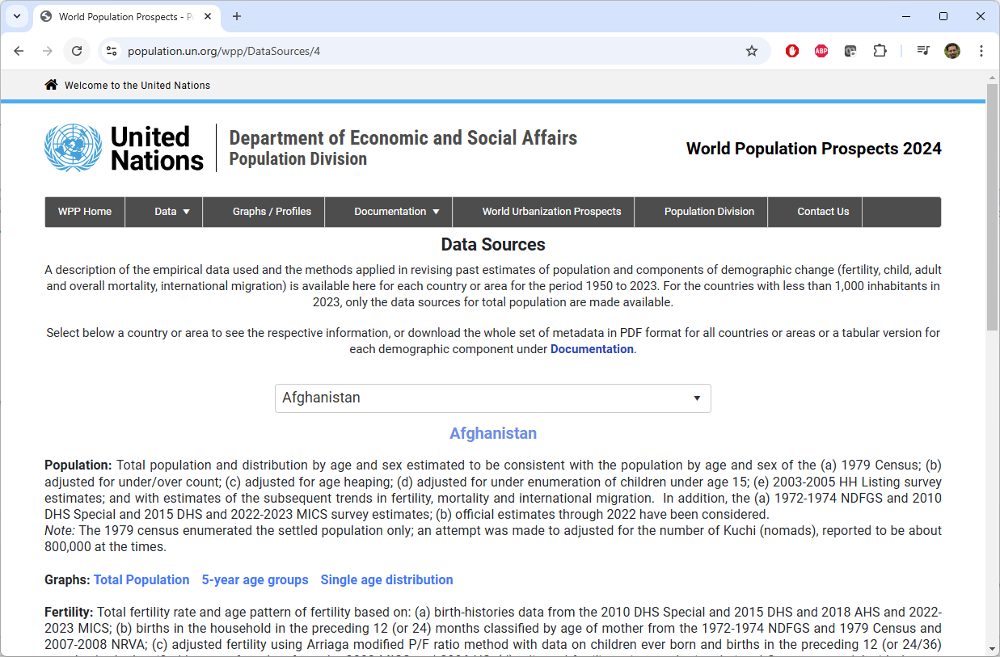 World Population Prospects - P
population.un.org/wpp/DataSources/4
ABP
Welcome to the United Nations
United
Nations
Department of Economic and Social Affairs
Population Division
World Population Prospects 2024
WPP Home Data Graphs / Profiles Documentation World Urbanization Prospects Population Division Contact Us
Data Sources
A description of the empirical data used and the methods applied in revising past estimates of population and components of demographic change (fertility, child, adult
and overall mortality, international migration) is available here for each country or area for the period 1950 to 2023. For the countries with less than 1,000 inhabitants in
2023, only the data sources for total population are made available.
Select below a country or area to see the respective information, or download the whole set of metadata in PDF format for all countries or areas or a tabular version for
each demographic component under Documentation.
Afghanistan
Afghanistan
Population: Total population and distribution by age and sex estimated to be consistent with the population by age and sex of the (a) 1979 Census; (b)
adjusted for under/over count; (c) adjusted for age heaping; (d) adjusted for under enumeration of children under age 15; (e) 2003-2005 HH Listing survey
estimates; and with estimates of the subsequent trends in fertility, mortality and international migration. In addition, the (a) 1972-1974 NDFGS and 2010
DHS Special and 2015 DHS and 2022-2023 MICS survey estimates; (b) official estimates through 2022 have been considered.
Note: The 1979 census enumerated the settled population only; an attempt was made to adjusted for the number of Kuchi (nomads), reported to be about
800,000 at the times.
Graphs: Total Population 5-year age groups Single age distribution
Fertility: Total fertility rate and age pattern of fertility based on: (a) birth-histories data from the 2010 DHS Special and 2015 DHS and 2018 AHS and 2022-
2023 MICS; (b) births in the household in the preceding 12 (or 24) months classified by age of mother from the 1972-1974 NDFGS and 1979 Census and
2007-2008 NRVA; (c) adjusted fertility using Arriaga modified P/F ratio method with data on children ever born and births in the preceding 12 (or 24/36)